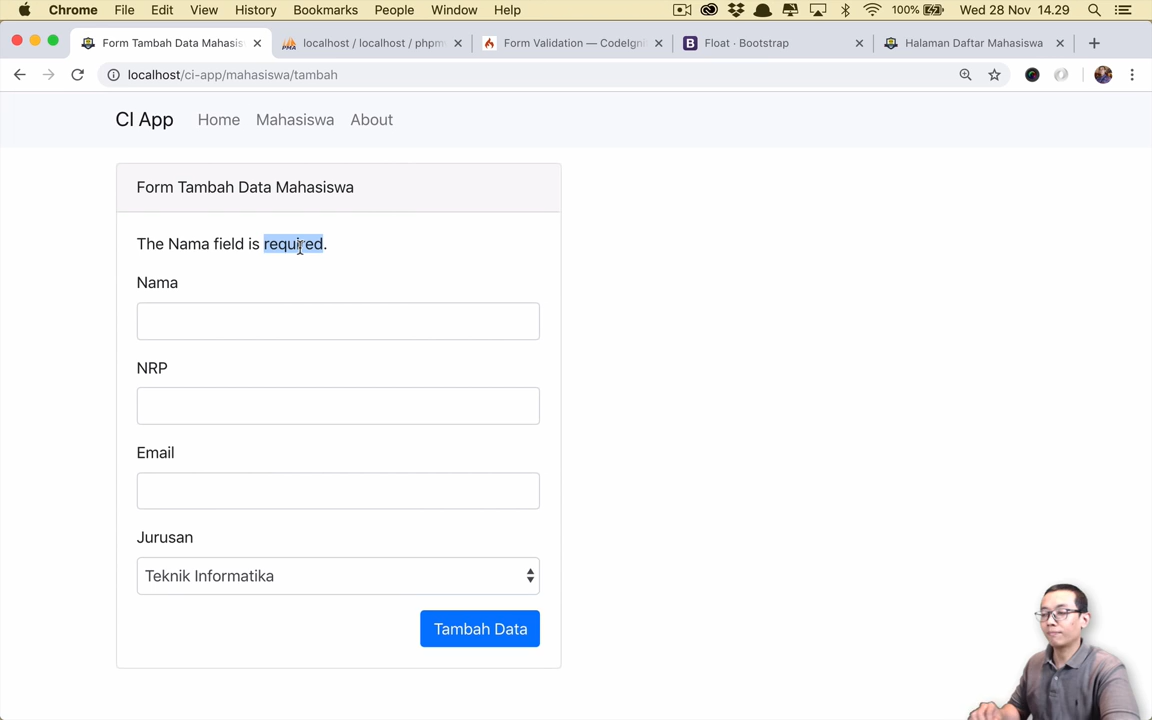 Chrome File Edit View History Bookmarks People Window Help 100% Wed 28 Nov 14.29
Form Tambah Data Mahasis localhost / localhost / phpm Form Validation — CodeIgni Float · Bootstrap Halaman Daftar Mahasiswa
localhost/ci-app/mahasiswa/tambah
CI App Home Mahasiswa About
Form Tambah Data Mahasiswa
The Nama field is required.
Nama
NRP
Email
Jurusan
Teknik Informatika
Tambah Data